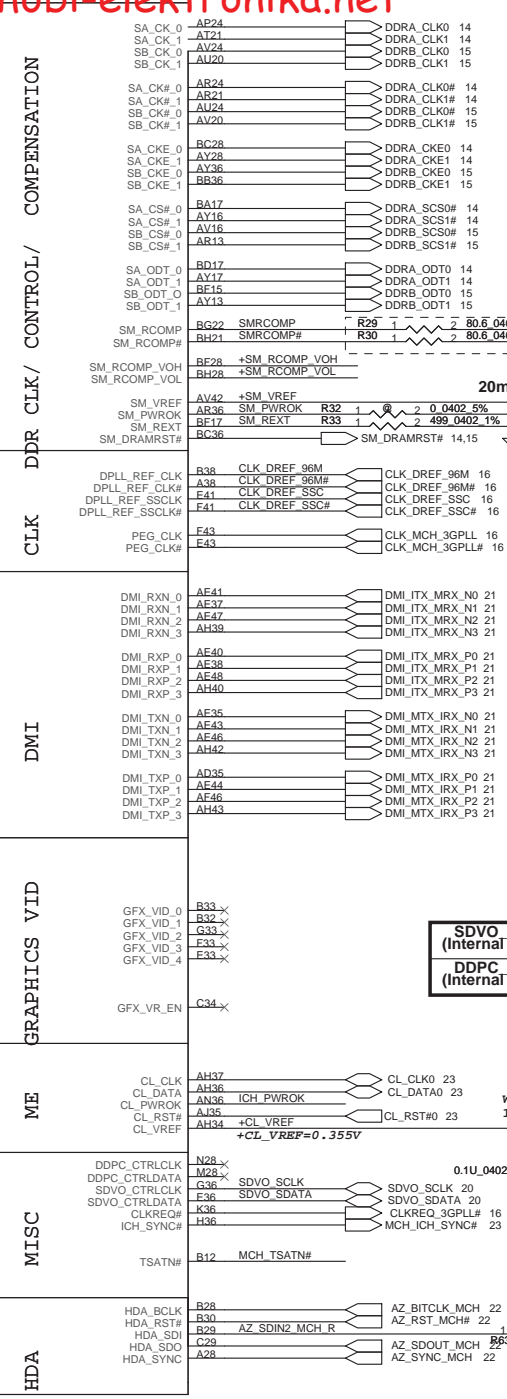 mobi-elektronika.net
DDR CLK/ CONTROL/ COMPENSATION
SA_CK_0 AP24 DDRA_CLK0 14
SA_CK_1 AT21 DDRA_CLK1 14
SB_CK_0 AV24 DDRB_CLK0 15
SB_CK_1 AU20 DDRB_CLK1 15
SA_CK#_0 AR24 DDRA_CLK0# 14
SA_CK#_1 AR21 DDRA_CLK1# 14
SB_CK#_0 AU24 DDRB_CLK0# 15
SB_CK#_1 AV20 DDRB_CLK1# 15
SA_CKE_0 BC28 DDRA_CKE0 14
SA_CKE_1 AY28 DDRA_CKE1 14
SB_CKE_0 AY36 DDRB_CKE0 15
SB_CKE_1 BB36 DDRB_CKE1 15
SA_CS#_0 BA17 DDRA_SCS0# 14
SA_CS#_1 AY16 DDRA_SCS1# 14
SB_CS#_0 AV16 DDRB_SCS0# 15
SB_CS#_1 AR13 DDRB_SCS1# 15
SA_ODT_0 BD17 DDRA_ODT0 14
SA_ODT_1 AY17 DDRA_ODT1 14
SB_ODT_O BF15 DDRB_ODT0 15
SB_ODT_1 AY13 DDRB_ODT1 15
SM_RCOMP BG22 SMRCOMP R29 1 2 80.6_04
SM_RCOMP# BH21 SMRCOMP# R30 1 2 80.6_04
SM_RCOMP_VOH BF28 +SM_RCOMP_VOH
SM_RCOMP_VOL BH28 +SM_RCOMP_VOL
20m
SM_VREF AV42 +SM_VREF
SM_PWROK AR36 SM_PWROK R32 1 @ 2 0_0402_5%
SM_REXT BF17 SM_REXT R33 1 2 499_0402_1%
SM_DRAMRST# BC36 SM_DRAMRST# 14,15
CLK
DPLL_REF_CLK B38 CLK_DREF_96M CLK_DREF_96M 16
DPLL_REF_CLK# A38 CLK_DREF_96M# CLK_DREF_96M# 16
DPLL_REF_SSCLK E41 CLK_DREF_SSC CLK_DREF_SSC 16
DPLL_REF_SSCLK# F41 CLK_DREF_SSC# CLK_DREF_SSC# 16
PEG_CLK F43 CLK_MCH_3GPLL 16
PEG_CLK# E43 CLK_MCH_3GPLL# 16
DMI
DMI_RXN_0 AE41 DMI_ITX_MRX_N0 21
DMI_RXN_1 AE37 DMI_ITX_MRX_N1 21
DMI_RXN_2 AE47 DMI_ITX_MRX_N2 21
DMI_RXN_3 AH39 DMI_ITX_MRX_N3 21
DMI_RXP_0 AE40 DMI_ITX_MRX_P0 21
DMI_RXP_1 AE38 DMI_ITX_MRX_P1 21
DMI_RXP_2 AE48 DMI_ITX_MRX_P2 21
DMI_RXP_3 AH40 DMI_ITX_MRX_P3 21
DMI_TXN_0 AE35 DMI_MTX_IRX_N0 21
DMI_TXN_1 AE43 DMI_MTX_IRX_N1 21
DMI_TXN_2 AE46 DMI_MTX_IRX_N2 21
DMI_TXN_3 AH42 DMI_MTX_IRX_N3 21
DMI_TXP_0 AD35 DMI_MTX_IRX_P0 21
DMI_TXP_1 AE44 DMI_MTX_IRX_P1 21
DMI_TXP_2 AF46 DMI_MTX_IRX_P2 21
DMI_TXP_3 AH43 DMI_MTX_IRX_P3 21
GRAPHICS VID
GFX_VID_0 B33
GFX_VID_1 B32
GFX_VID_2 G33
GFX_VID_3 F33
GFX_VID_4 E33
SDVO_
(Internal
DDPC_
(Internal
GFX_VR_EN C34
ME
CL_CLK AH37 CL_CLK0 23
CL_DATA AH36 CL_DATA0 23
CL_PWROK AN36 ICH_PWROK
CL_RST# AJ35 CL_RST#0 23
CL_VREF AH34 +CL_VREF
+CL_VREF=0.355V
MISC
0.1U_0402
DDPC_CTRLCLK N28
DDPC_CTRLDATA M28
SDVO_CTRLCLK G36 SDVO_SCLK SDVO_SCLK 20
SDVO_CTRLDATA E36 SDVO_SDATA SDVO_SDATA 20
CLKREQ# K36 CLKREQ_3GPLL# 16
ICH_SYNC# H36 MCH_ICH_SYNC# 23
TSATN# B12 MCH_TSATN#
HDA
HDA_BCLK B28 AZ_BITCLK_MCH 22
HDA_RST# B30 AZ_RST_MCH# 22
HDA_SDI B29 AZ_SDIN2_MCH_R 1
R63
HDA_SDO C29 AZ_SDOUT_MCH 22
HDA_SYNC A28 AZ_SYNC_MCH 22